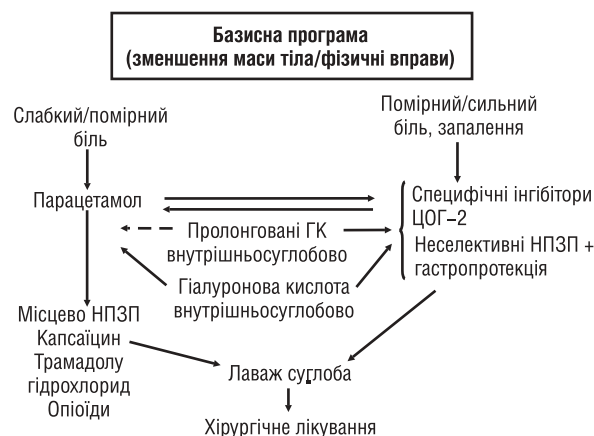 Базисна програма
(зменшення маси тіла/фізичні вправи)
Слабкий/помірний
біль
Помірний/сильний
біль, запалення
Парацетамол
Специфічні інгібітори
ЦОГ–2
Неселективні НПЗП +
гастропротекція
Пролонговані ГК
внутрішньосуглобово
Гіалуронова кислота
внутрішньосуглобово
Місцево НПЗП
Капсаїцин
Трамадолу
гідрохлорид
Опіоїди
Лаваж суглоба
Хірургічне лікування